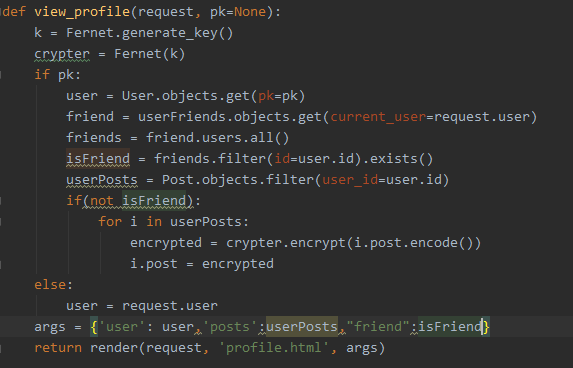 def view_profile(request, pk=None):
    k = Fernet.generate_key()
    crypter = Fernet(k)
    if pk:
        user = User.objects.get(pk=pk)
        friend = userFriends.objects.get(current_user=request.user)
        friends = friend.users.all()
        isFriend = friends.filter(id=user.id).exists()
        userPosts = Post.objects.filter(user_id=user.id)
        if(not isFriend):
            for i in userPosts:
                encrypted = crypter.encrypt(i.post.encode())
                i.post = encrypted
    else:
        user = request.user
    args = {'user': user,'posts':userPosts,"friend":isFriend}
    return render(request, 'profile.html', args)